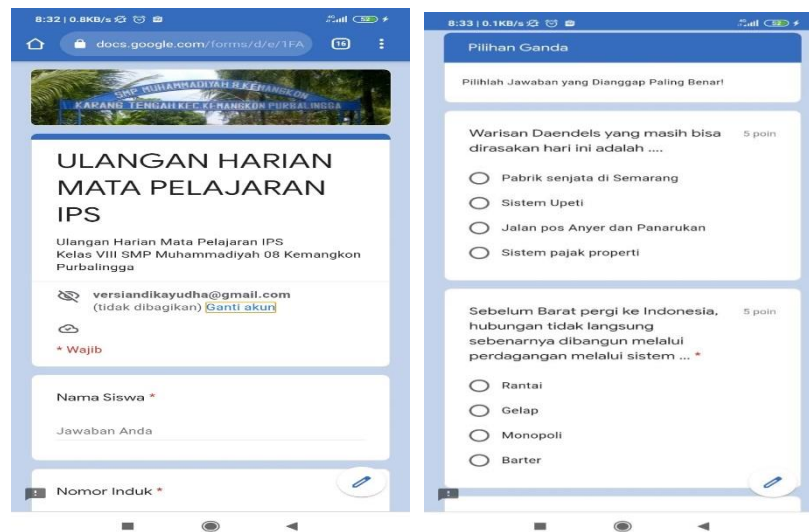 8:32 | 0.8KB/s
52
docs.google.com/forms/d/e/1FA
16
SMP MUHAMMADIYAH 8 KEMANGKON
KARANG TENGAH KEC KEMANGKON PURBALINGGA
ULANGAN HARIAN
MATA PELAJARAN
IPS
Ulangan Harian Mata Pelajaran IPS
Kelas VIII SMP Muhammadiyah 08 Kemangkon
Purbalingga
versiandikayudha@gmail.com
(tidak dibagikan) Ganti akun
* Wajib
Nama Siswa *
Jawaban Anda
Nomor Induk *
8:33 | 0.1KB/s
52
Pilihan Ganda
Pilihlah Jawaban yang Dianggap Paling Benar!
Warisan Daendels yang masih bisa 5 poin
dirasakan hari ini adalah ....
Pabrik senjata di Semarang
Sistem Upeti
Jalan pos Anyer dan Panarukan
Sistem pajak properti
Sebelum Barat pergi ke Indonesia, 5 poin
hubungan tidak langsung
sebenarnya dibangun melalui
perdagangan melalui sistem ... *
Rantai
Gelap
Monopoli
Barter